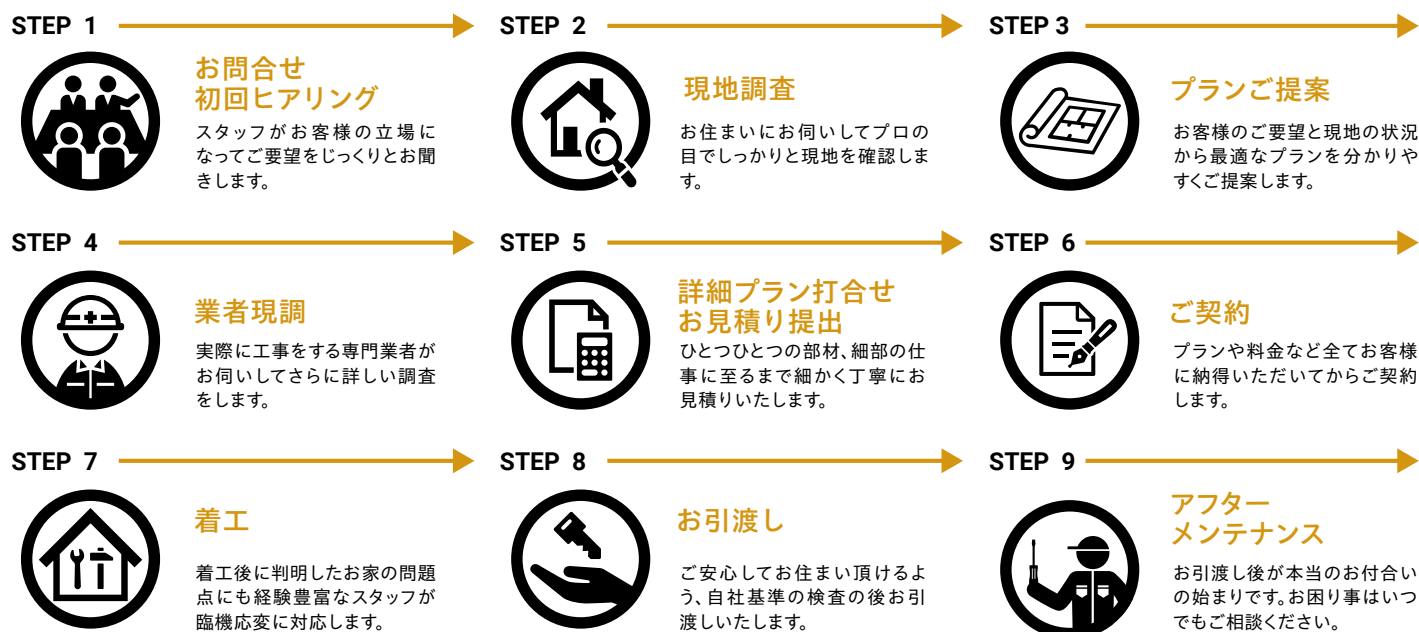 STEP 1
お問合せ
初回ヒアリング
スタッフがお客様の立場に
なってご要望をじっくりとお聞
きします。
STEP 2
現地調査
お住まいにお伺いしてプロの
目でしっかりと現地を確認しま
す。
STEP 3
プランご提案
お客様のご要望と現地の状況
から最適なプランを分かりや
すくご提案します。
STEP 4
業者現調
実際に工事をする専門業者が
お伺いしてさらに詳しい調査
をします。
STEP 5
詳細プラン打合せ
お見積り提出
ひとつひとつの部材、細部の仕
事に至るまで細かく丁寧にお
見積りいたします。
STEP 6
ご契約
プランや料金など全てお客様
に納得いただいてからご契約
します。
STEP 7
着工
着工後に判明したお家の問題
点にも経験豊富なスタッフが
臨機応変に対応します。
STEP 8
お引渡し
ご安心してお住まい頂けるよ
う、自社基準の検査の後お引
渡しいたします。
STEP 9
アフター
メンテナンス
お引渡し後が本当のお付合い
の始まりです。お困り事はいつ
でもご相談ください。